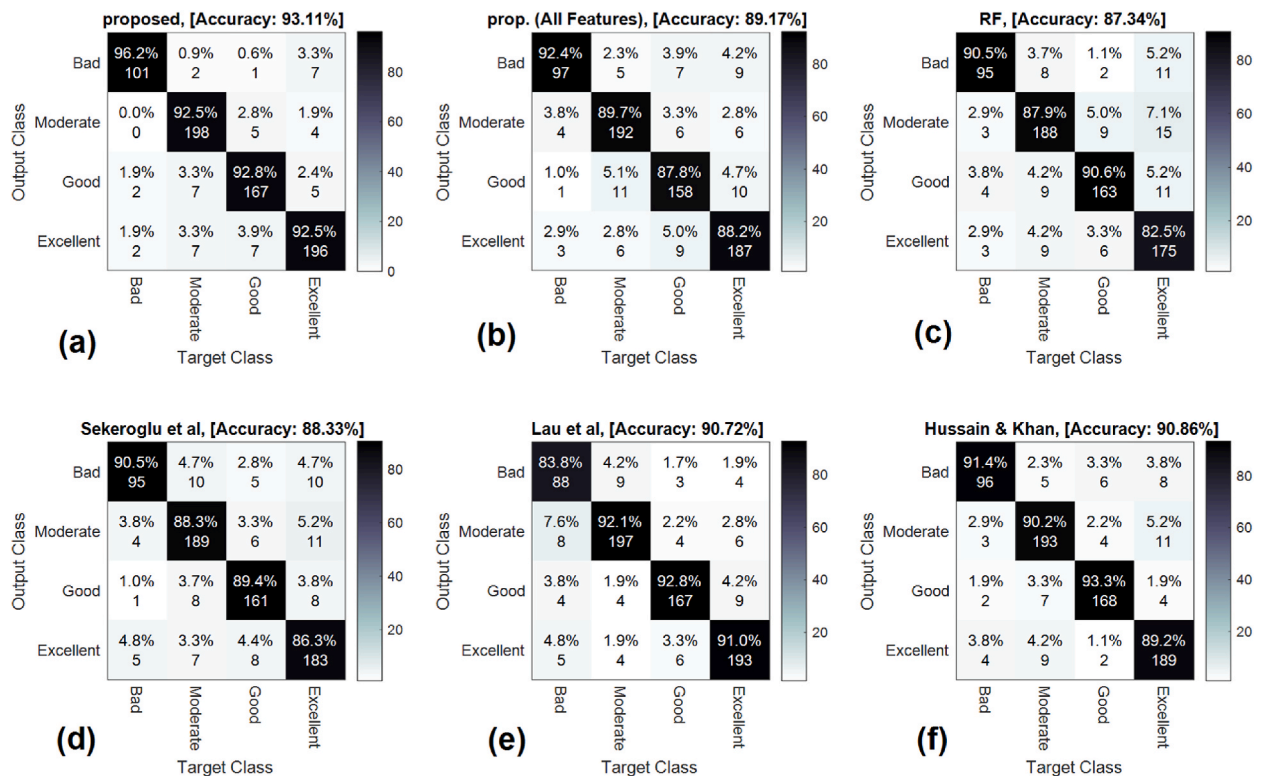 proposed, [Accuracy: 93.11%]
Output Class
Bad
96.2% 0.9% 0.6% 3.3%
101 2 1 7
Moderate
0.0% 92.5% 2.8% 1.9%
0 198 5 4
Good
1.9% 3.3% 92.8% 2.4%
2 7 167 5
Excellent
1.9% 3.3% 3.9% 92.5%
2 7 7 196
Bad Moderate Good Excellent
Target Class
80
60
40
20
0
(a)
prop. (All Features), [Accuracy: 89.17%]
Output Class
Bad
92.4% 2.3% 3.9% 4.2%
97 5 7 9
Moderate
3.8% 89.7% 3.3% 2.8%
4 192 6 6
Good
1.0% 5.1% 87.8% 4.7%
1 11 158 10
Excellent
2.9% 2.8% 5.0% 88.2%
3 6 9 187
Bad Moderate Good Excellent
Target Class
80
60
40
20
(b)
RF, [Accuracy: 87.34%]
Output Class
Bad
90.5% 3.7% 1.1% 5.2%
95 8 2 11
Moderate
2.9% 87.9% 5.0% 7.1%
3 188 9 15
Good
3.8% 4.2% 90.6% 5.2%
4 9 163 11
Excellent
2.9% 4.2% 3.3% 82.5%
3 9 6 175
Bad Moderate Good Excellent
Target Class
80
60
40
20
(c)
Sekeroglu et al, [Accuracy: 88.33%]
Output Class
Bad
90.5% 4.7% 2.8% 4.7%
95 10 5 10
Moderate
3.8% 88.3% 3.3% 5.2%
4 189 6 11
Good
1.0% 3.7% 89.4% 3.8%
1 8 161 8
Excellent
4.8% 3.3% 4.4% 86.3%
5 7 8 183
Bad Moderate Good Excellent
Target Class
80
60
40
20
(d)
Lau et al, [Accuracy: 90.72%]
Output Class
Bad
83.8% 4.2% 1.7% 1.9%
88 9 3 4
Moderate
7.6% 92.1% 2.2% 2.8%
8 197 4 6
Good
3.8% 1.9% 92.8% 4.2%
4 4 167 9
Excellent
4.8% 1.9% 3.3% 91.0%
5 4 6 193
Bad Moderate Good Excellent
Target Class
80
60
40
20
(e)
Hussain & Khan, [Accuracy: 90.86%]
Output Class
Bad
91.4% 2.3% 3.3% 3.8%
96 5 6 8
Moderate
2.9% 90.2% 2.2% 5.2%
3 193 4 11
Good
1.9% 3.3% 93.3% 1.9%
2 7 168 4
Excellent
3.8% 4.2% 1.1% 89.2%
4 9 2 189
Bad Moderate Good Excellent
Target Class
80
60
40
20
(f)